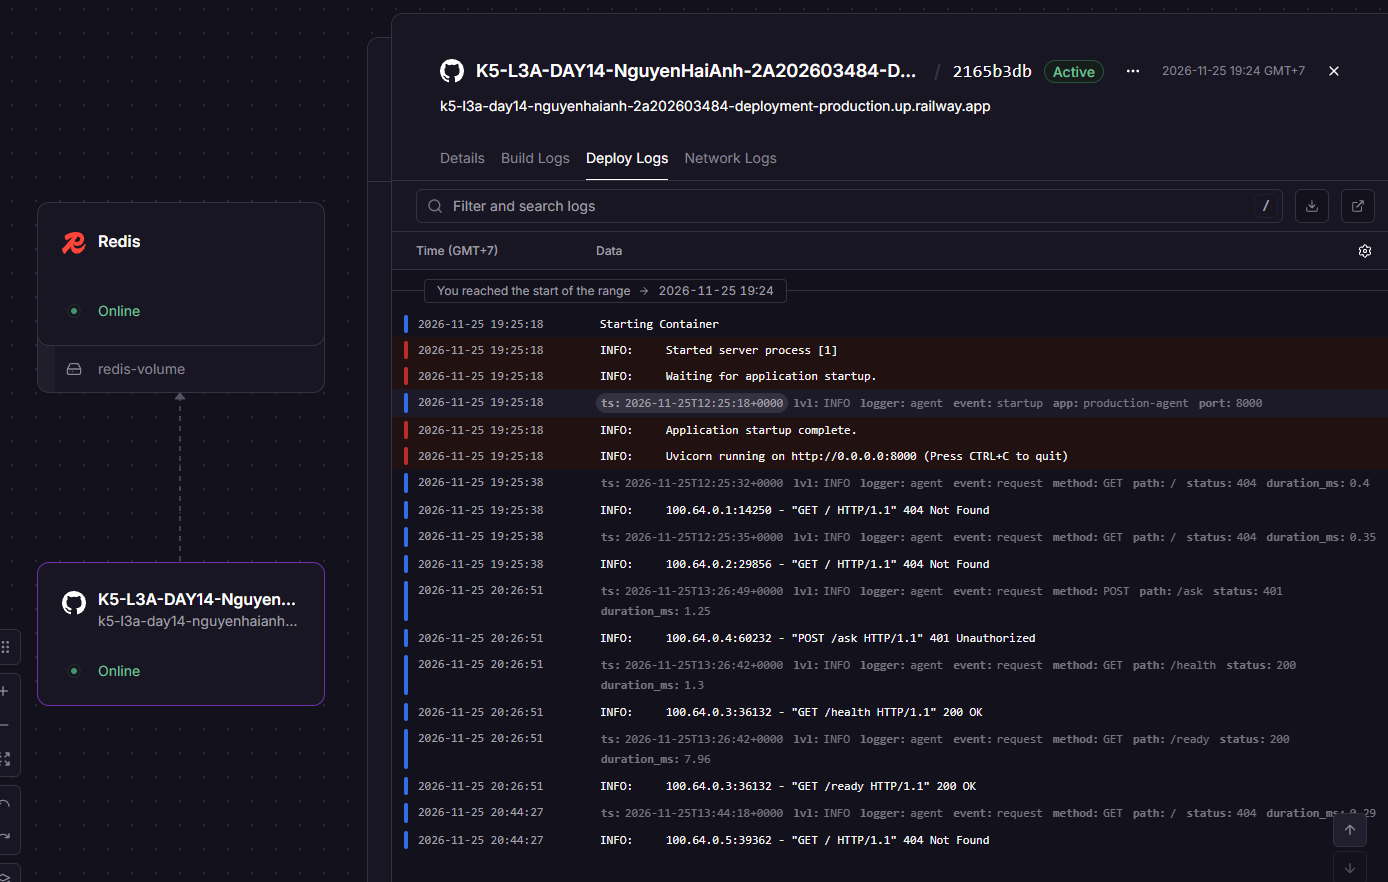 Redis
Online
redis-volume
K5-L3A-DAY14-Nguyen...
k5-l3a-day14-nguyenhaianh...
Online
K5-L3A-DAY14-NguyenHaiAnh-2A202603484-D... / 2165b3db Active ... 2026-11-25 19:24 GMT+7
k5-l3a-day14-nguyenhaianh-2a202603484-deployment-production.up.railway.app
Details Build Logs Deploy Logs Network Logs
Filter and search logs /
Time (GMT+7) Data
You reached the start of the range → 2026-11-25 19:24
2026-11-25 19:25:18 Starting Container
2026-11-25 19:25:18 INFO: Started server process [1]
2026-11-25 19:25:18 INFO: Waiting for application startup.
2026-11-25 19:25:18 ts: 2026-11-25T12:25:18+0000 lvl: INFO logger: agent event: startup app: production-agent port: 8000
2026-11-25 19:25:18 INFO: Application startup complete.
2026-11-25 19:25:18 INFO: Uvicorn running on http://0.0.0.0:8000 (Press CTRL+C to quit)
2026-11-25 19:25:38 ts: 2026-11-25T12:25:32+0000 lvl: INFO logger: agent event: request method: GET path: / status: 404 duration_ms: 0.4
2026-11-25 19:25:38 INFO: 100.64.0.1:14250 - "GET / HTTP/1.1" 404 Not Found
2026-11-25 19:25:38 ts: 2026-11-25T12:25:35+0000 lvl: INFO logger: agent event: request method: GET path: / status: 404 duration_ms: 0.35
2026-11-25 19:25:38 INFO: 100.64.0.2:29856 - "GET / HTTP/1.1" 404 Not Found
2026-11-25 20:26:51 ts: 2026-11-25T13:26:49+0000 lvl: INFO logger: agent event: request method: POST path: /ask status: 401
duration_ms: 1.25
2026-11-25 20:26:51 INFO: 100.64.0.4:60232 - "POST /ask HTTP/1.1" 401 Unauthorized
2026-11-25 20:26:51 ts: 2026-11-25T13:26:42+0000 lvl: INFO logger: agent event: request method: GET path: /health status: 200
duration_ms: 1.3
2026-11-25 20:26:51 INFO: 100.64.0.3:36132 - "GET /health HTTP/1.1" 200 OK
2026-11-25 20:26:51 ts: 2026-11-25T13:26:42+0000 lvl: INFO logger: agent event: request method: GET path: /ready status: 200
duration_ms: 7.96
2026-11-25 20:26:51 INFO: 100.64.0.3:36132 - "GET /ready HTTP/1.1" 200 OK
2026-11-25 20:44:27 ts: 2026-11-25T13:44:18+0000 lvl: INFO logger: agent event: request method: GET path: / status: 404
2026-11-25 20:44:27 INFO: 100.64.0.5:39362 - "GET / HTTP/1.1" 404 Not Found